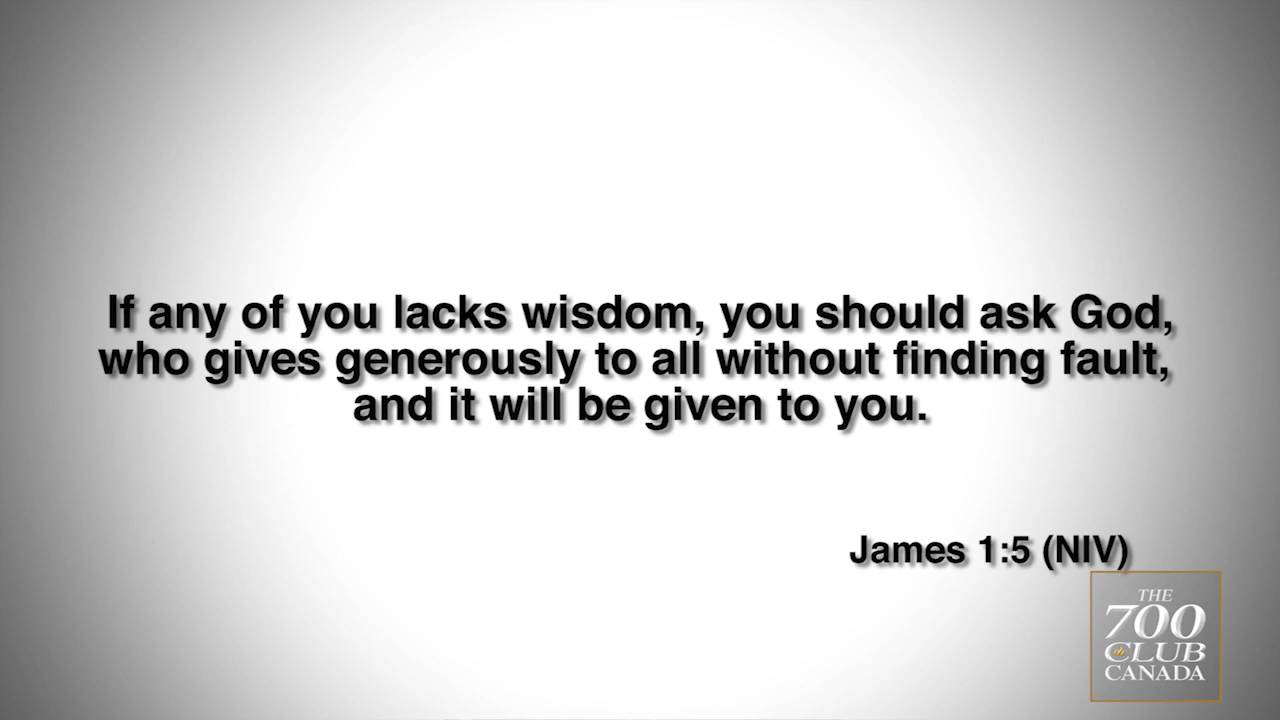 If any of you lacks wisdom, you should ask God,
who gives generously to all without finding fault,
and it will be given to you.
James 1:5 (NIV)
THE
700
CLUB
CANADA